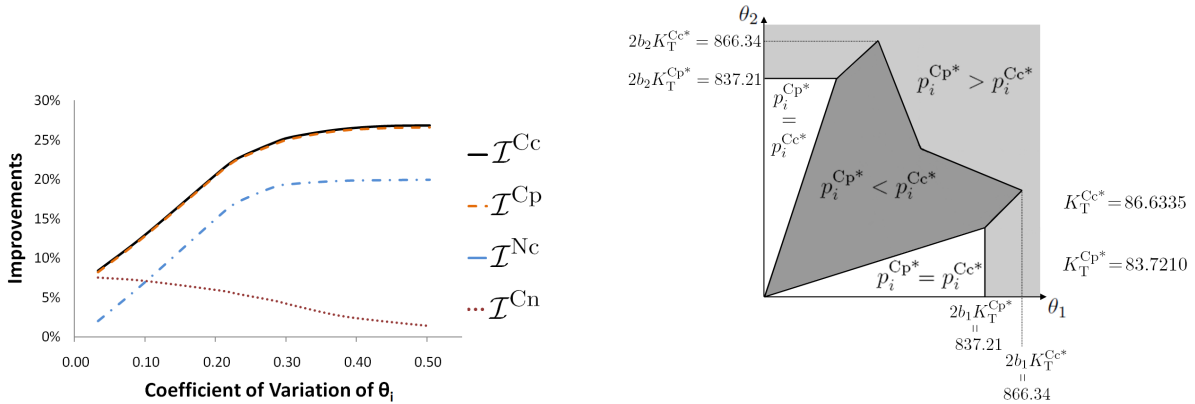 30%
25%
20%
15%
10%
5%
0%
Improvements
0.00 0.10 0.20 0.30 0.40 0.50
Coefficient of Variation of θi
ℐ^Cc
ℐ^Cp
ℐ^Nc
ℐ^Cn
θ2
2b2K_T^Cc* = 866.34
2b2K_T^Cp* = 837.21
p_i^Cp*
=
p_i^Cc*
p_i^Cp* > p_i^Cc*
p_i^Cp* < p_i^Cc*
p_i^Cp* = p_i^Cc*
θ1
2b1K_T^Cp*
=
837.21
2b1K_T^Cc*
=
866.34
K_T^Cc* = 86.6335
K_T^Cp* = 83.7210